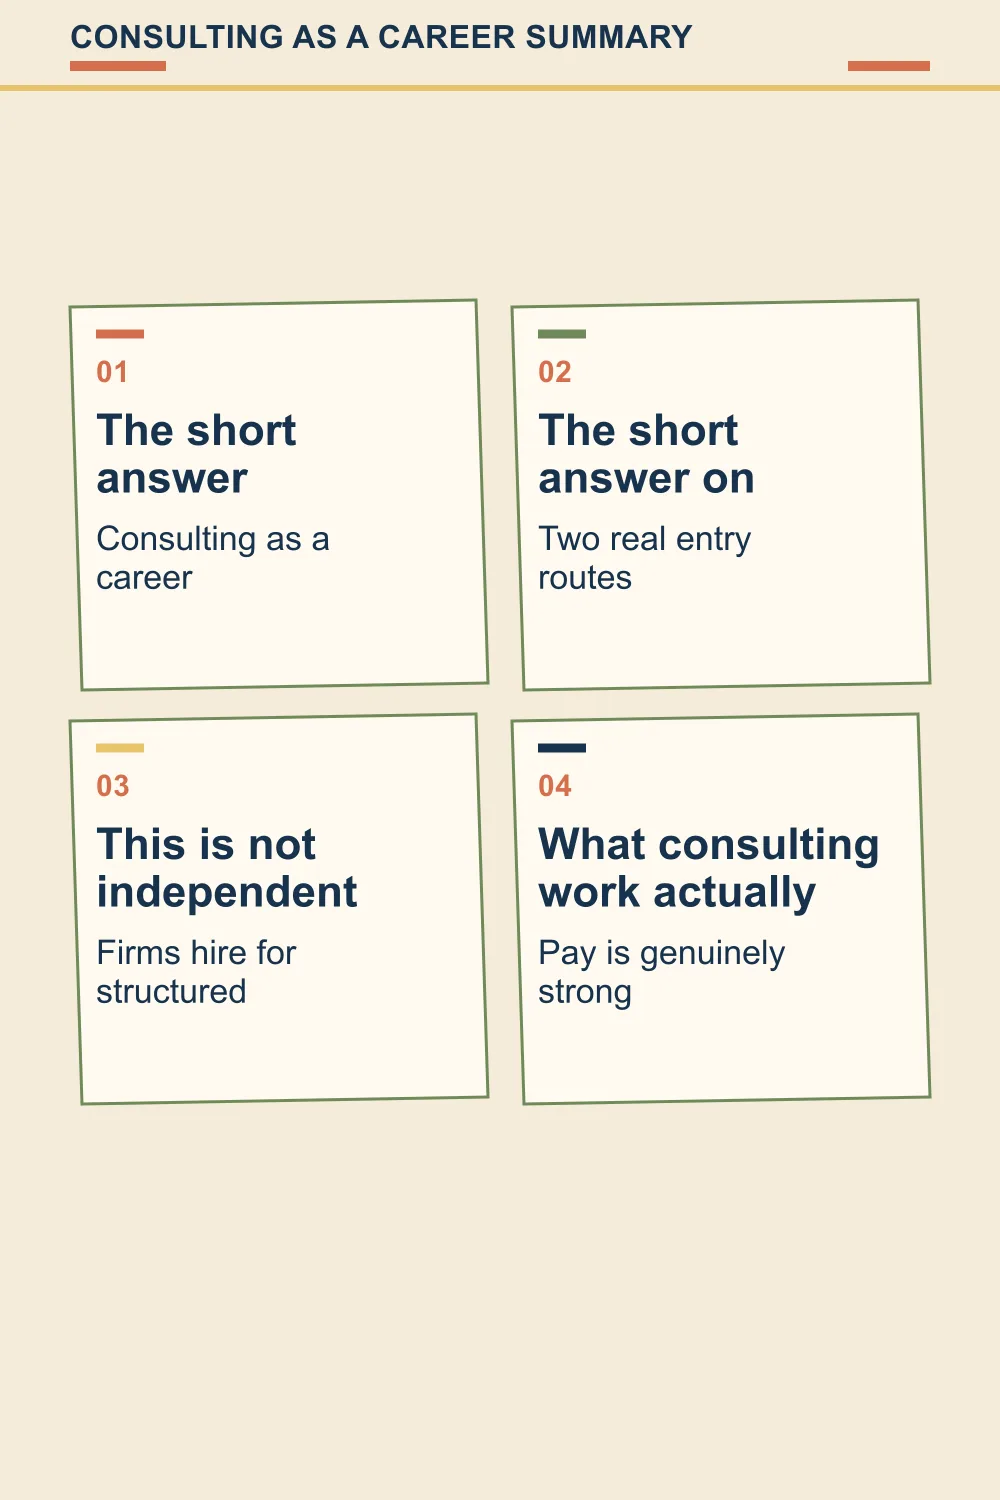 CONSULTING AS A CAREER SUMMARY
01
The short
answer
Consulting as a
career
02
The short
answer on
Two real entry
routes
03
This is not
independent
Firms hire for
structured
04
What consulting
work actually
Pay is genuinely
strong